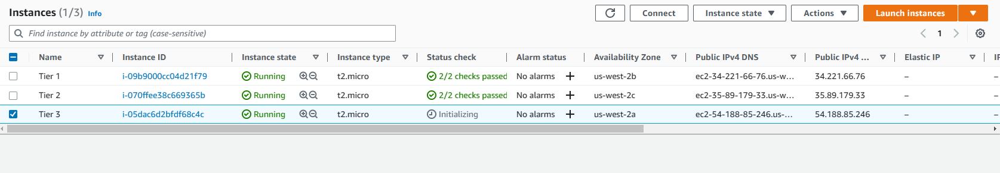 Instances (1/3) Info
Connect
Instance state
Actions
Launch instances
Find instance by attribute or tag (case-sensitive)
1
Name Instance ID Instance state Instance type Status check Alarm status Availability Zone Public IPv4 DNS Public IPv4 ... Elastic IP IP
Tier 1 i-09b9000cc04d21f79 Running t2.micro 2/2 checks passed No alarms + us-west-2b ec2-34-221-66-76.us-w... 34.221.66.76 – –
Tier 2 i-070ffee38c669365b Running t2.micro 2/2 checks passed No alarms + us-west-2c ec2-35-89-179-33.us-w... 35.89.179.33 – –
Tier 3 i-05dac6d2bfdf68c4c Running t2.micro Initializing No alarms + us-west-2a ec2-54-188-85-246.us-... 54.188.85.246 – –